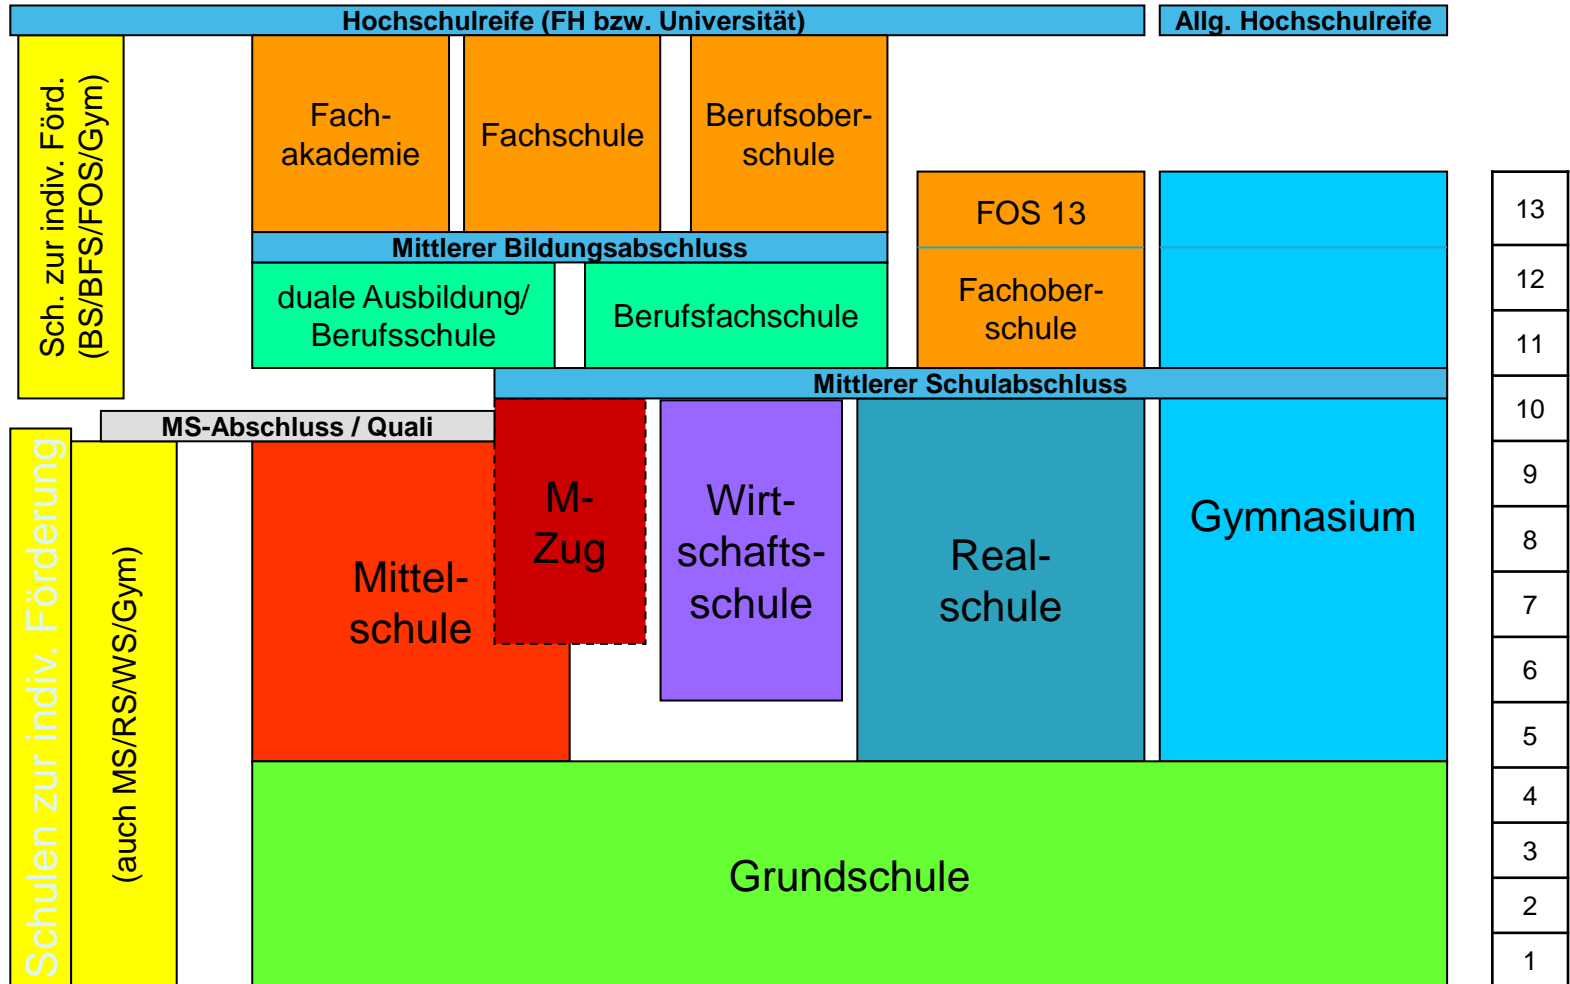 Hochschulreife (FH bzw. Universität)
Allg. Hochschulreife
Sch. zur indiv. Förd.
(BS/BFS/FOS/Gym)
Fach-
akademie
Fachschule
Berufsober-
schule
FOS 13
Mittlerer Bildungsabschluss
duale Ausbildung/
Berufsschule
Berufsfachschule
Fachober-
schule
Mittlerer Schulabschluss
MS-Abschluss / Quali
Schulen zur indiv. Förderung
(auch MS/RS/WS/Gym)
Mittel-
schule
M-
Zug
Wirt-
schafts-
schule
Real-
schule
Gymnasium
Grundschule
13
12
11
10
9
8
7
6
5
4
3
2
1